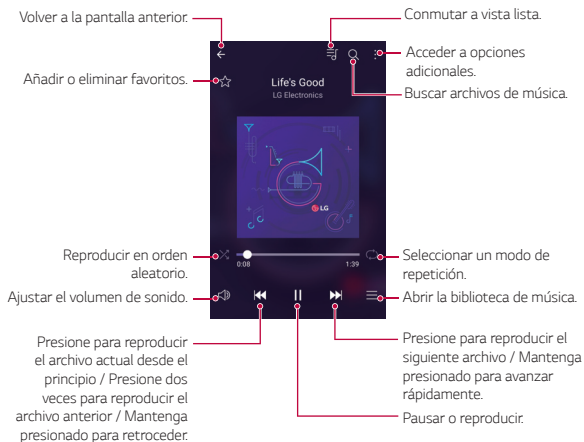 Volver a la pantalla anterior.
Conmutar a vista lista.
Acceder a opciones
adicionales.
Añadir o eliminar favoritos.
Buscar archivos de música.
Life's Good
LG Electronics
LG
Reproducir en orden
aleatorio.
0:08
1:39
Seleccionar un modo de
repetición.
Ajustar el volumen de sonido.
Abrir la biblioteca de música.
Presione para reproducir
el archivo actual desde el
principio / Presione dos
veces para reproducir el
archivo anterior / Mantenga
presionado para retroceder.
Presione para reproducir el
siguiente archivo / Mantenga
presionado para avanzar
rápidamente.
Pausar o reproducir.